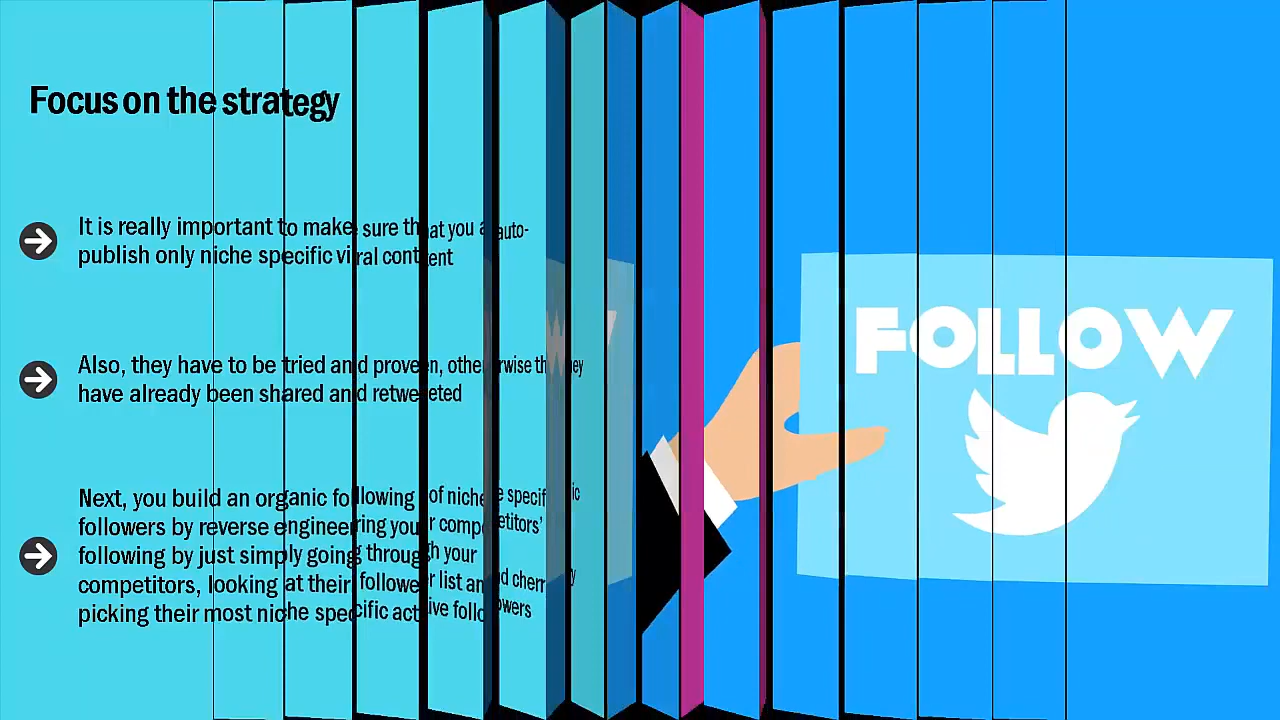 Focus on the strategy
It is really important to make sure that you auto-
publish only niche specific viral content
Also, they have to be tried and proven, otherwise they
have already been shared and retweeted
Next, you build an organic following of niche specific
followers by reverse engineering your competitors'
following by just simply going through your
competitors, looking at their follower list and cherry
picking their most niche specific active followers
FOLLOW